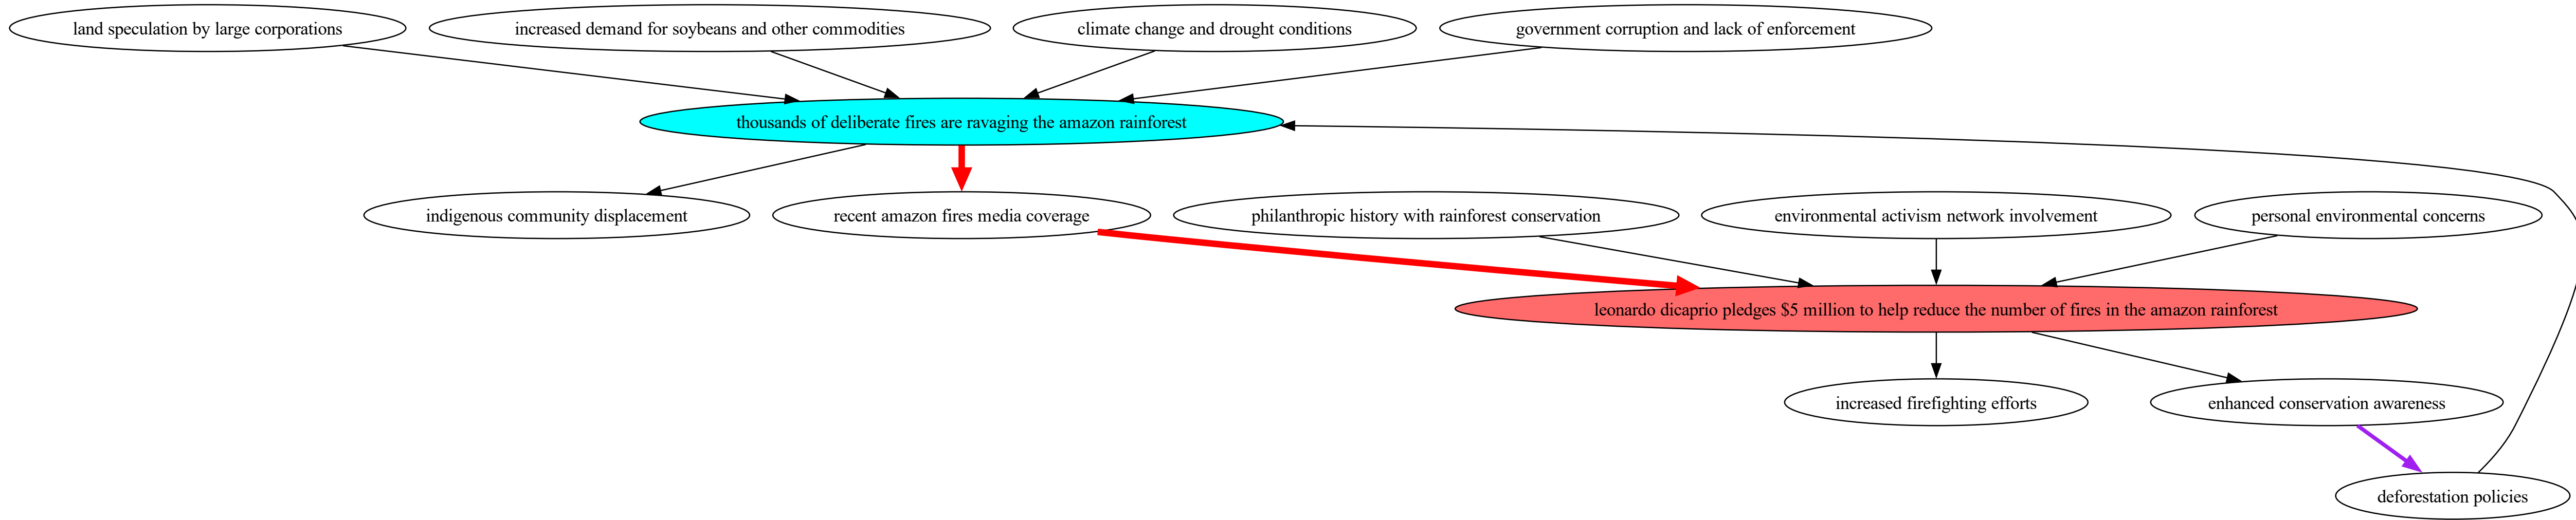 land speculation by large corporations
increased demand for soybeans and other commodities
climate change and drought conditions
government corruption and lack of enforcement
thousands of deliberate fires are ravaging the amazon rainforest
indigenous community displacement
recent amazon fires media coverage
philanthropic history with rainforest conservation
environmental activism network involvement
personal environmental concerns
leonardo dicaprio pledges $5 million to help reduce the number of fires in the amazon rainforest
increased firefighting efforts
enhanced conservation awareness
deforestation policies